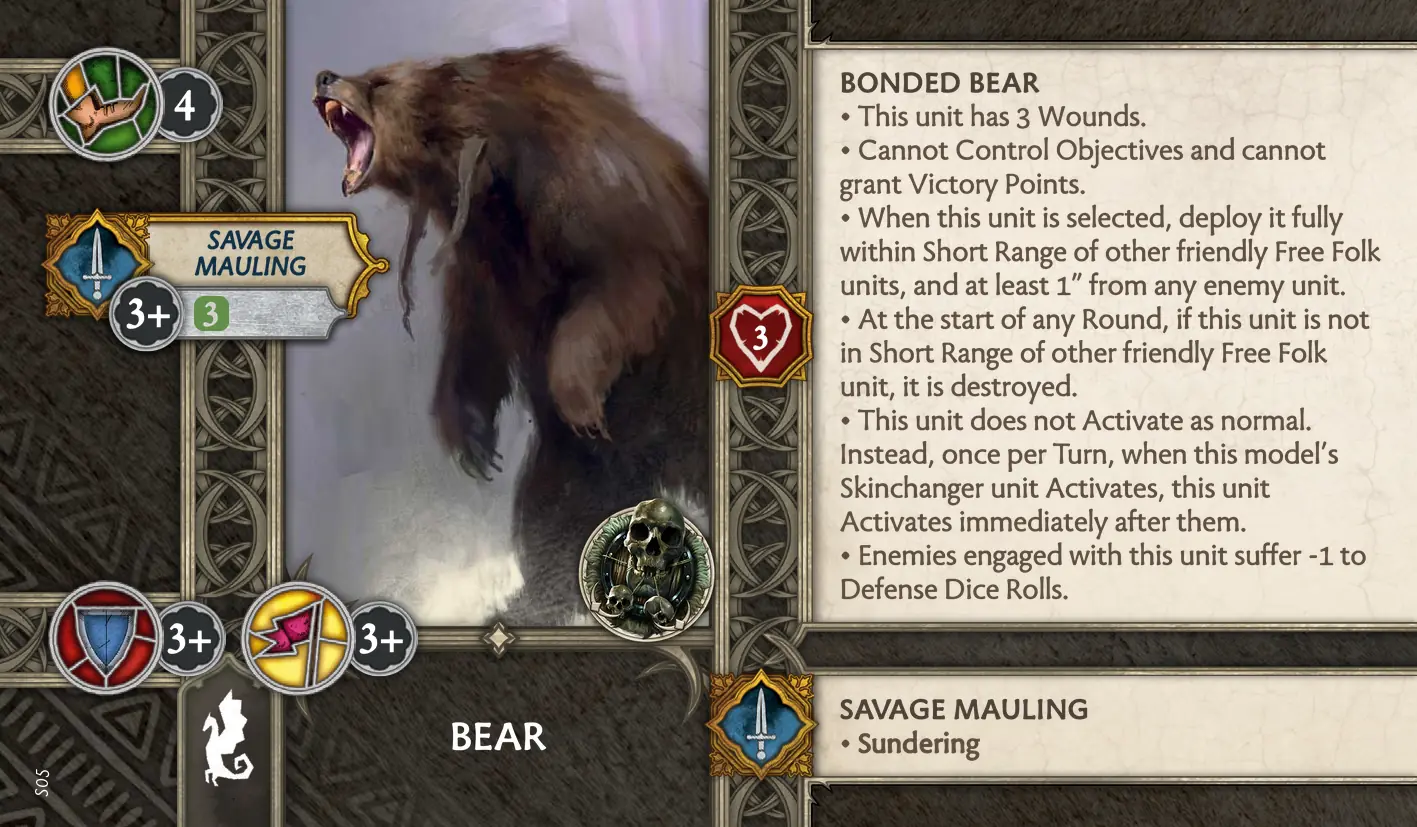 4
SAVAGE
MAULING
3+
3
3
3+
3+
BEAR
S05
BONDED BEAR
• This unit has 3 Wounds.
• Cannot Control Objectives and cannot
grant Victory Points.
• When this unit is selected, deploy it fully
within Short Range of other friendly Free Folk
units, and at least 1” from any enemy unit.
• At the start of any Round, if this unit is not
in Short Range of other friendly Free Folk
unit, it is destroyed.
• This unit does not Activate as normal.
Instead, once per Turn, when this model’s
Skinchanger unit Activates, this unit
Activates immediately after them.
• Enemies engaged with this unit suffer -1 to
Defense Dice Rolls.
SAVAGE MAULING
• Sundering